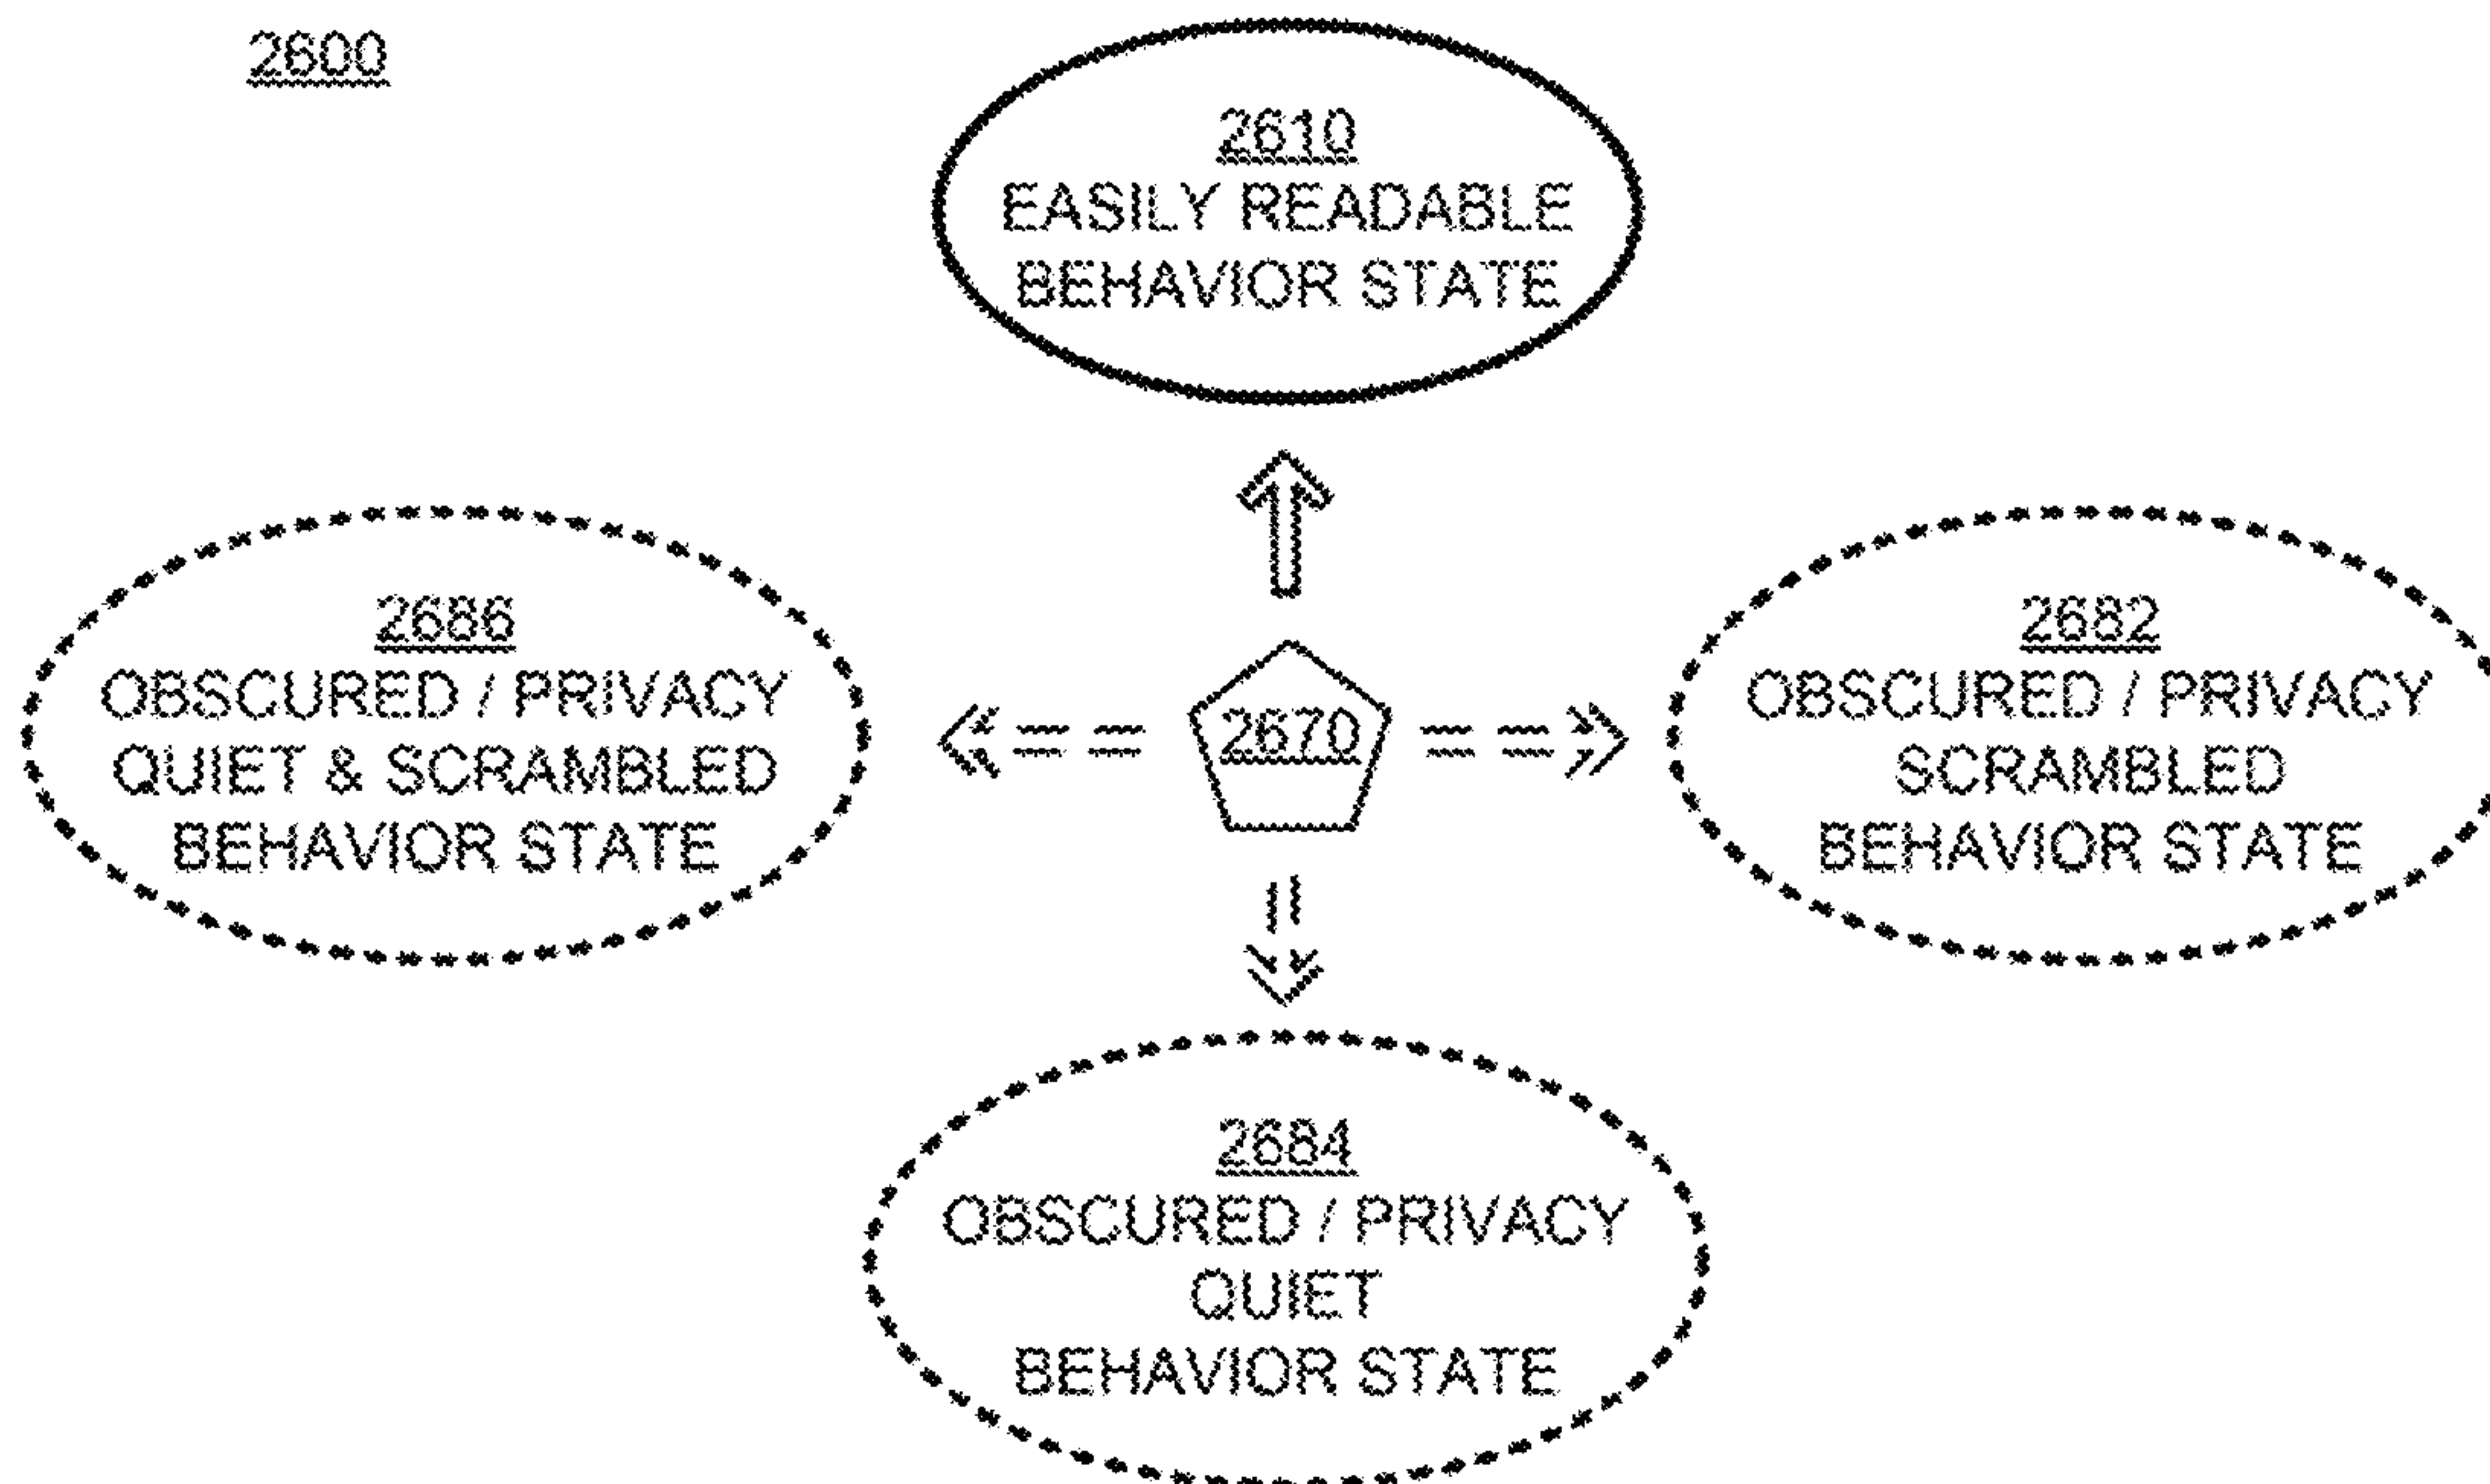 2600
2610
EASILY READABLE
BEHAVIOR STATE
2686
OBSCURED / PRIVACY
QUIET & SCRAMBLED
BEHAVIOR STATE
2670
2682
OBSCURED / PRIVACY
SCRAMBLED
BEHAVIOR STATE
2684
OBSCURED / PRIVACY
QUIET
BEHAVIOR STATE